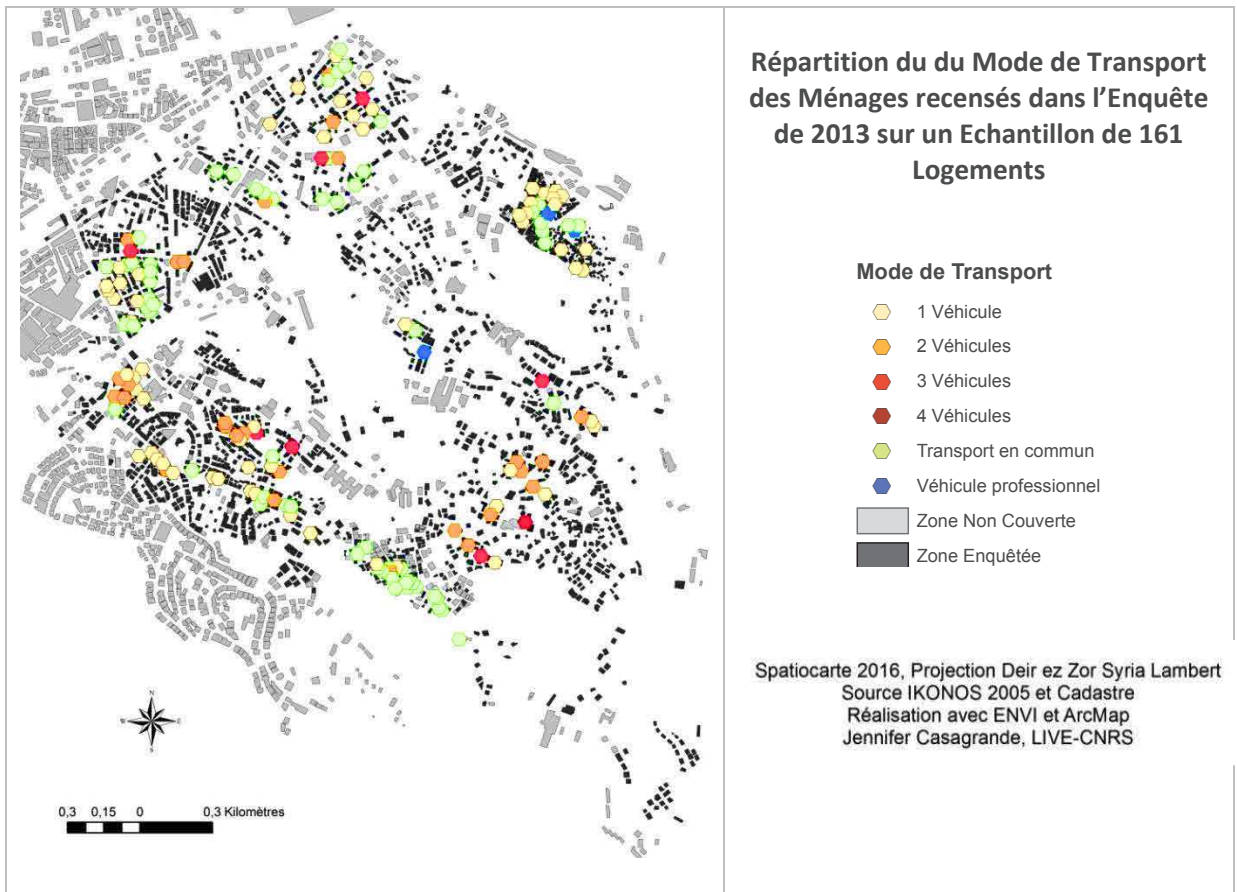 Répartition du du Mode de Transport
des Ménages recensés dans l’Enquête
de 2013 sur un Echantillon de 161
Logements
Mode de Transport
1 Véhicule
2 Véhicules
3 Véhicules
4 Véhicules
Transport en commun
Véhicule professionnel
Zone Non Couverte
Zone Enquêtée
Spatiocarte 2016, Projection Deir ez Zor Syria Lambert
Source IKONOS 2005 et Cadastre
Réalisation avec ENVI et ArcMap
Jennifer Casagrande, LIVE-CNRS
N
S
0,3 0,15 0 0,3 Kilomètres